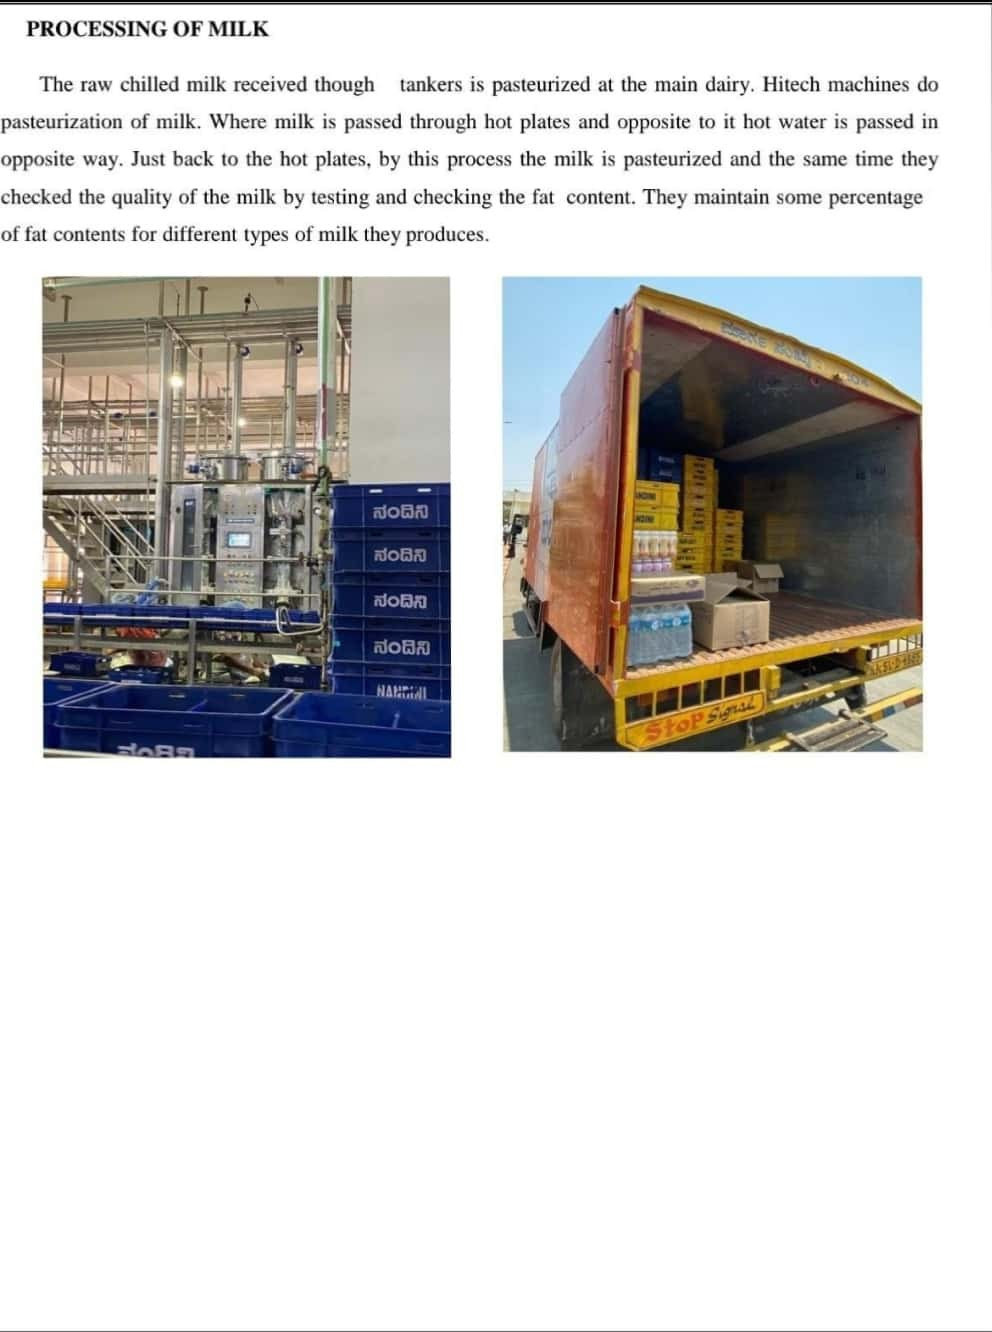 PROCESSING OF MILK
The raw chilled milk received though tankers is pasteurized at the main dairy. Hitech machines do
pasteurization of milk. Where milk is passed through hot plates and opposite to it hot water is passed in
opposite way. Just back to the hot plates, by this process the milk is pasteurized and the same time they
checked the quality of the milk by testing and checking the fat content. They maintain some percentage
of fat contents for different types of milk they produces.
ನಂದಿನಿ
ನಂದಿನಿ
ನಂದಿನಿ
ನಂದಿನಿ
NANDINI
ನಂದಿನಿ
Stop Signal